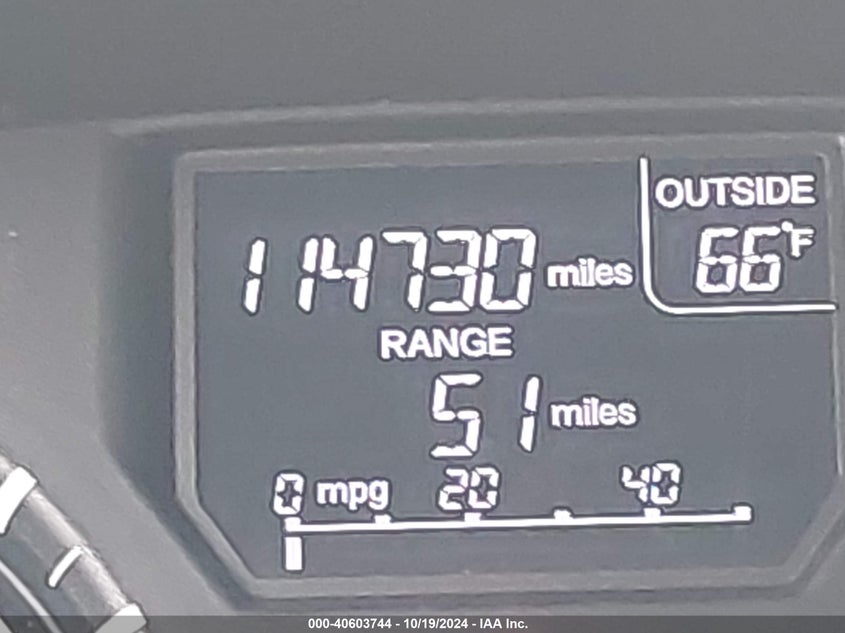 OUTSIDE
114730 miles 66°F
RANGE
51 miles
0 mpg 20 40
000-40603744 - 10/19/2024 - IAA Inc.